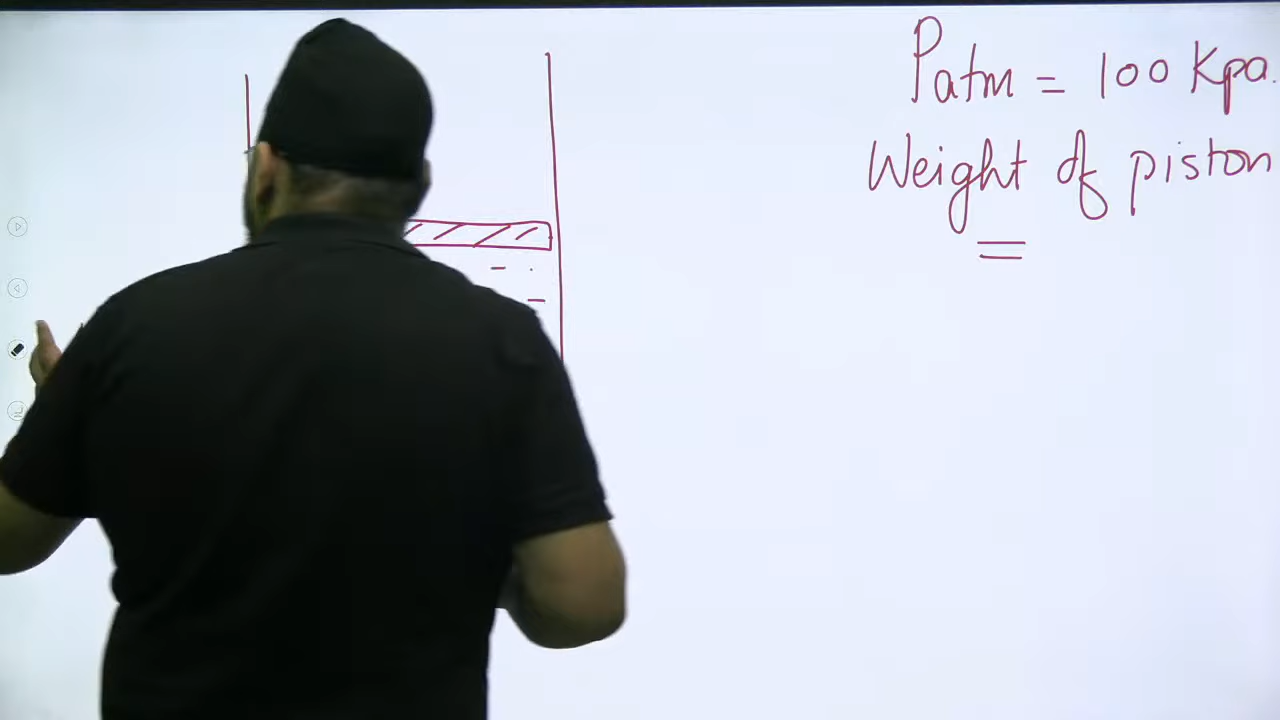 Patm = 100 Kpa.
Weight of piston
=